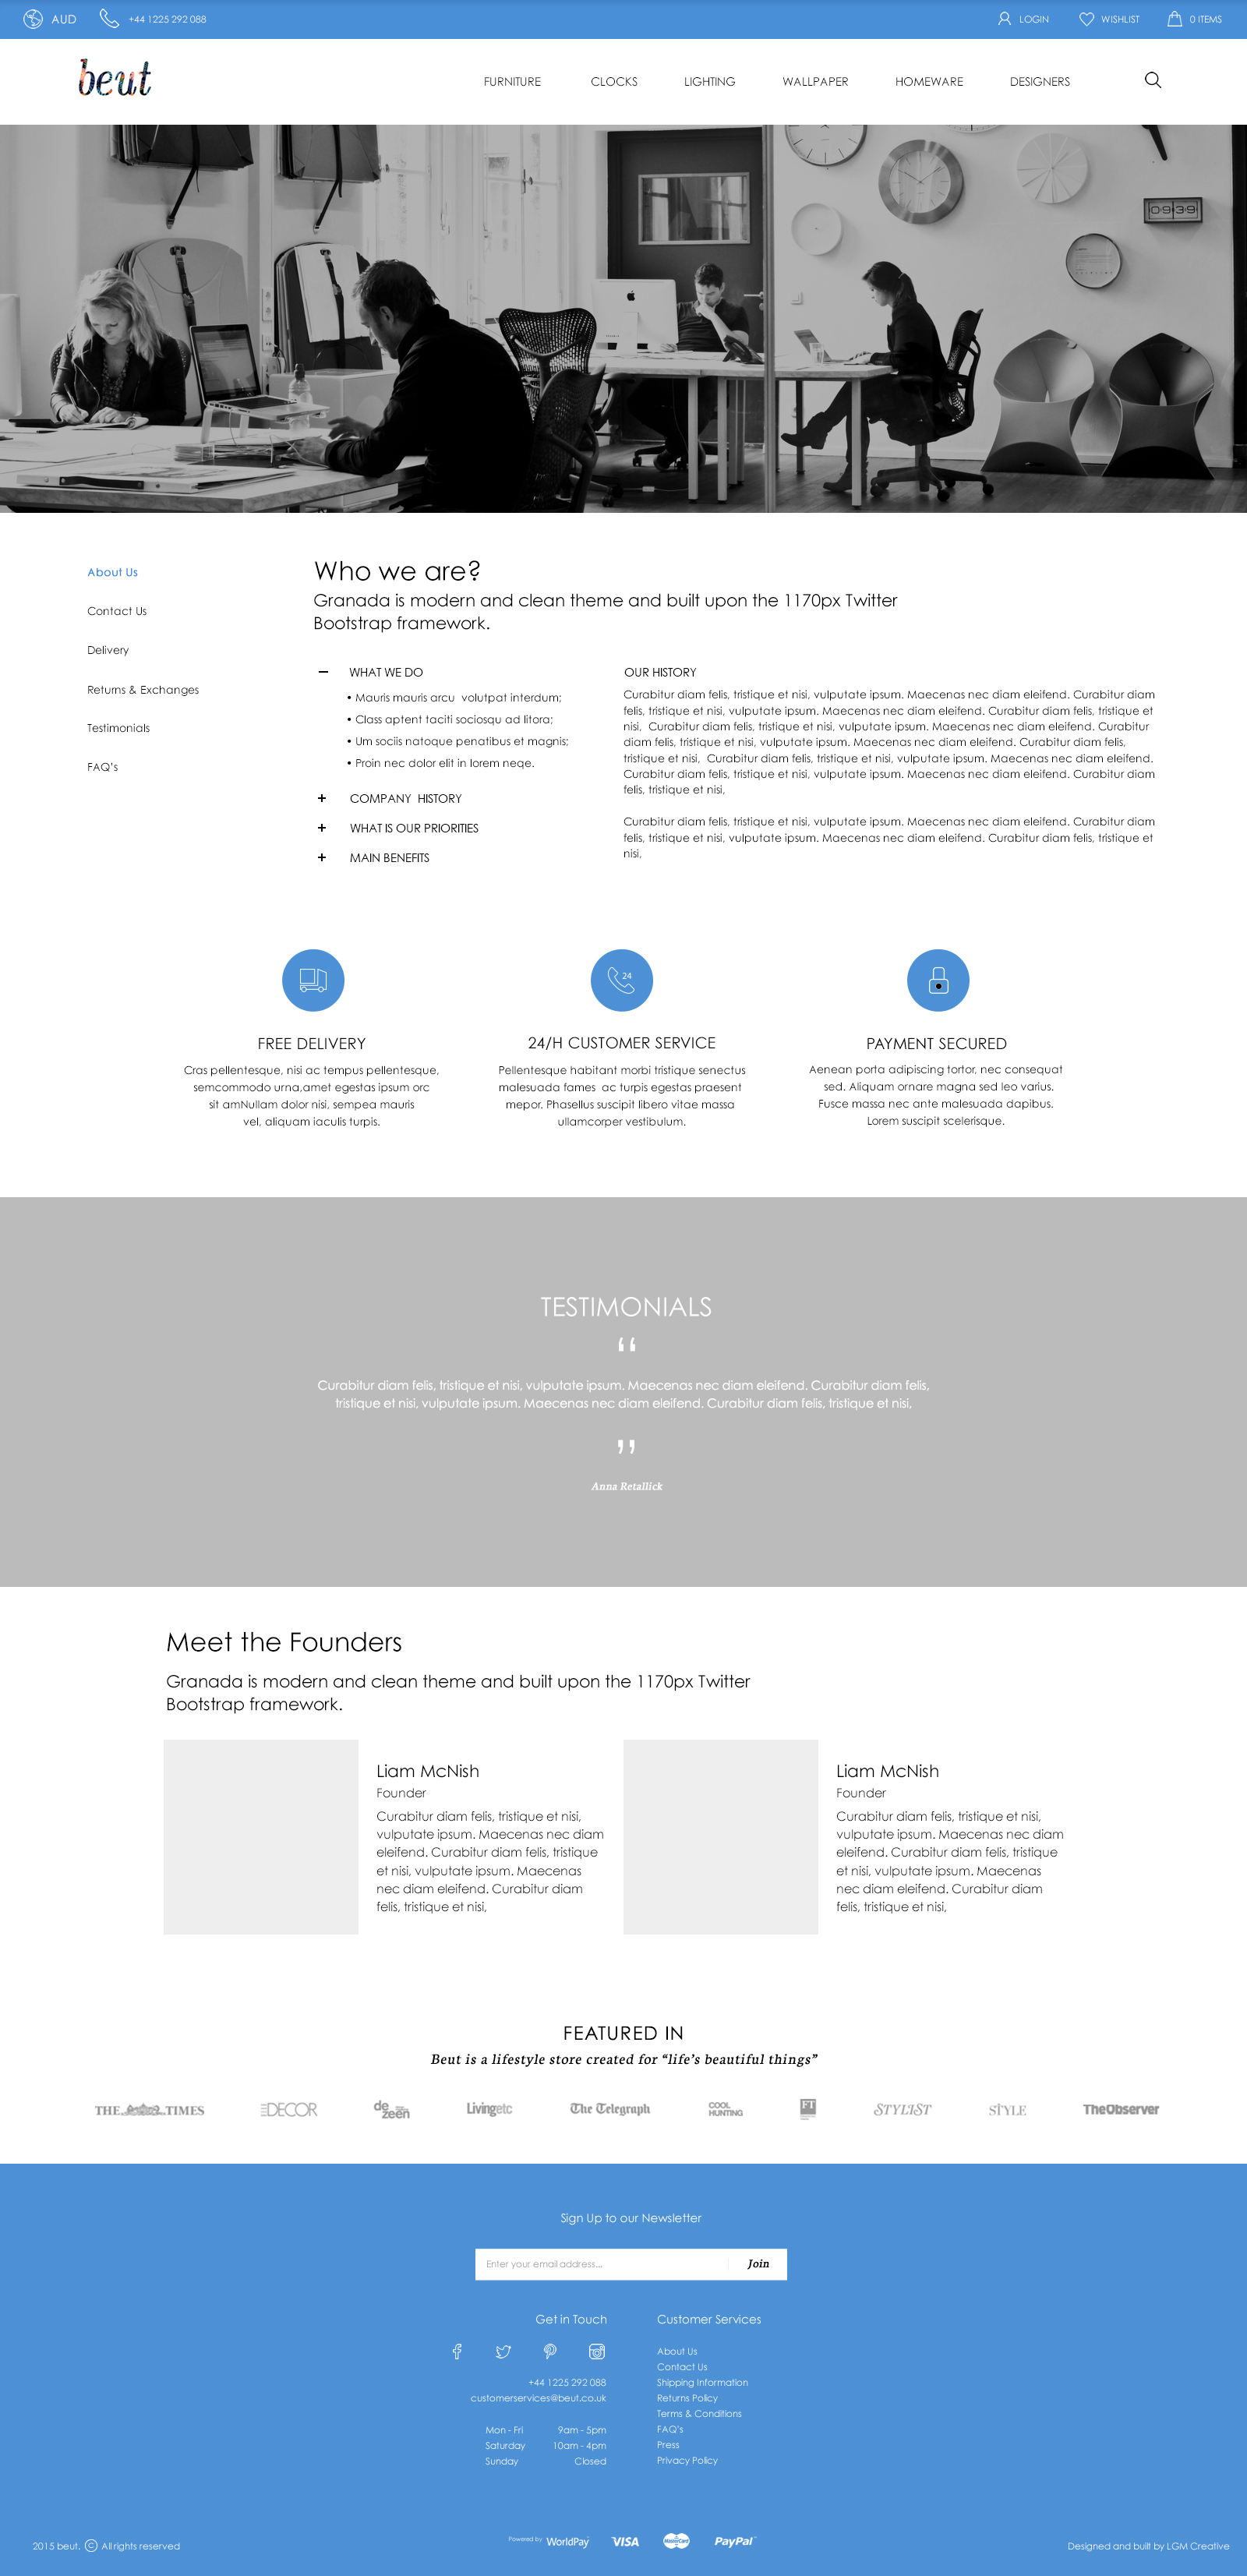 AUD
+44 1225 292 088
LOGIN
WISHLIST
0 ITEMS
beut
FURNITURE
CLOCKS
LIGHTING
WALLPAPER
HOMEWARE
DESIGNERS
09:39
About Us
Contact Us
Delivery
Returns & Exchanges
Testimonials
FAQ's
Who we are?
Granada is modern and clean theme and built upon the 1170px Twitter
Bootstrap framework.
WHAT WE DO
• Mauris mauris arcu volutpat interdum;
• Class aptent taciti sociosqu ad litora;
• Um sociis natoque penatibus et magnis;
• Proin nec dolor elit in lorem neqe.
COMPANY HISTORY
WHAT IS OUR PRIORITIES
MAIN BENEFITS
OUR HISTORY
Curabitur diam felis, tristique et nisi, vulputate ipsum. Maecenas nec diam eleifend. Curabitur diam
felis, tristique et nisi, vulputate ipsum. Maecenas nec diam eleifend. Curabitur diam felis, tristique et
nisi, Curabitur diam felis, tristique et nisi, vulputate ipsum. Maecenas nec diam eleifend. Curabitur
diam felis, tristique et nisi, vulputate ipsum. Maecenas nec diam eleifend. Curabitur diam felis,
tristique et nisi, Curabitur diam felis, tristique et nisi, vulputate ipsum. Maecenas nec diam eleifend.
Curabitur diam felis, tristique et nisi, vulputate ipsum. Maecenas nec diam eleifend. Curabitur diam
felis, tristique et nisi,
Curabitur diam felis, tristique et nisi, vulputate ipsum. Maecenas nec diam eleifend. Curabitur diam
felis, tristique et nisi, vulputate ipsum. Maecenas nec diam eleifend. Curabitur diam felis, tristique et
nisi,
24
FREE DELIVERY
Cras pellentesque, nisi ac tempus pellentesque,
semcommodo urna,amet egestas ipsum orc
sit amNullam dolor nisi, sempea mauris
vel, aliquam iaculis turpis.
24/H CUSTOMER SERVICE
Pellentesque habitant morbi tristique senectus
malesuada fames ac turpis egestas praesent
mepor. Phasellus suscipit libero vitae massa
ullamcorper vestibulum.
PAYMENT SECURED
Aenean porta adipiscing tortor, nec consequat
sed. Aliquam ornare magna sed leo varius.
Fusce massa nec ante malesuada dapibus.
Lorem suscipit scelerisque.
TESTIMONIALS
“
Curabitur diam felis, tristique et nisi, vulputate ipsum. Maecenas nec diam eleifend. Curabitur diam felis,
tristique et nisi, vulputate ipsum. Maecenas nec diam eleifend. Curabitur diam felis, tristique et nisi,
”
Anna Retallick
Meet the Founders
Granada is modern and clean theme and built upon the 1170px Twitter
Bootstrap framework.
Liam McNish
Founder
Curabitur diam felis, tristique et nisi,
vulputate ipsum. Maecenas nec diam
eleifend. Curabitur diam felis, tristique
et nisi, vulputate ipsum. Maecenas
nec diam eleifend. Curabitur diam
felis, tristique et nisi,
Liam McNish
Founder
Curabitur diam felis, tristique et nisi,
vulputate ipsum. Maecenas nec diam
eleifend. Curabitur diam felis, tristique
et nisi, vulputate ipsum. Maecenas
nec diam eleifend. Curabitur diam
felis, tristique et nisi,
FEATURED IN
Beut is a lifestyle store created for “life's beautiful things”
THE TIMES
DECOR
de zeen
Livingetc
The Telegraph
COOL HUNTING
FT
STYLIST
STYLE
TheObserver
Sign Up to our Newsletter
Enter your email address...
Join
Get in Touch
+44 1225 292 088
customerservices@beut.co.uk
Mon - Fri 9am - 5pm
Saturday 10am - 4pm
Sunday Closed
Customer Services
About Us
Contact Us
Shipping Information
Returns Policy
Terms & Conditions
FAQ's
Press
Privacy Policy
2015 beut. © All rights reserved
Powered by WorldPay
VISA
MasterCard
PayPal
Designed and built by LGM Creative